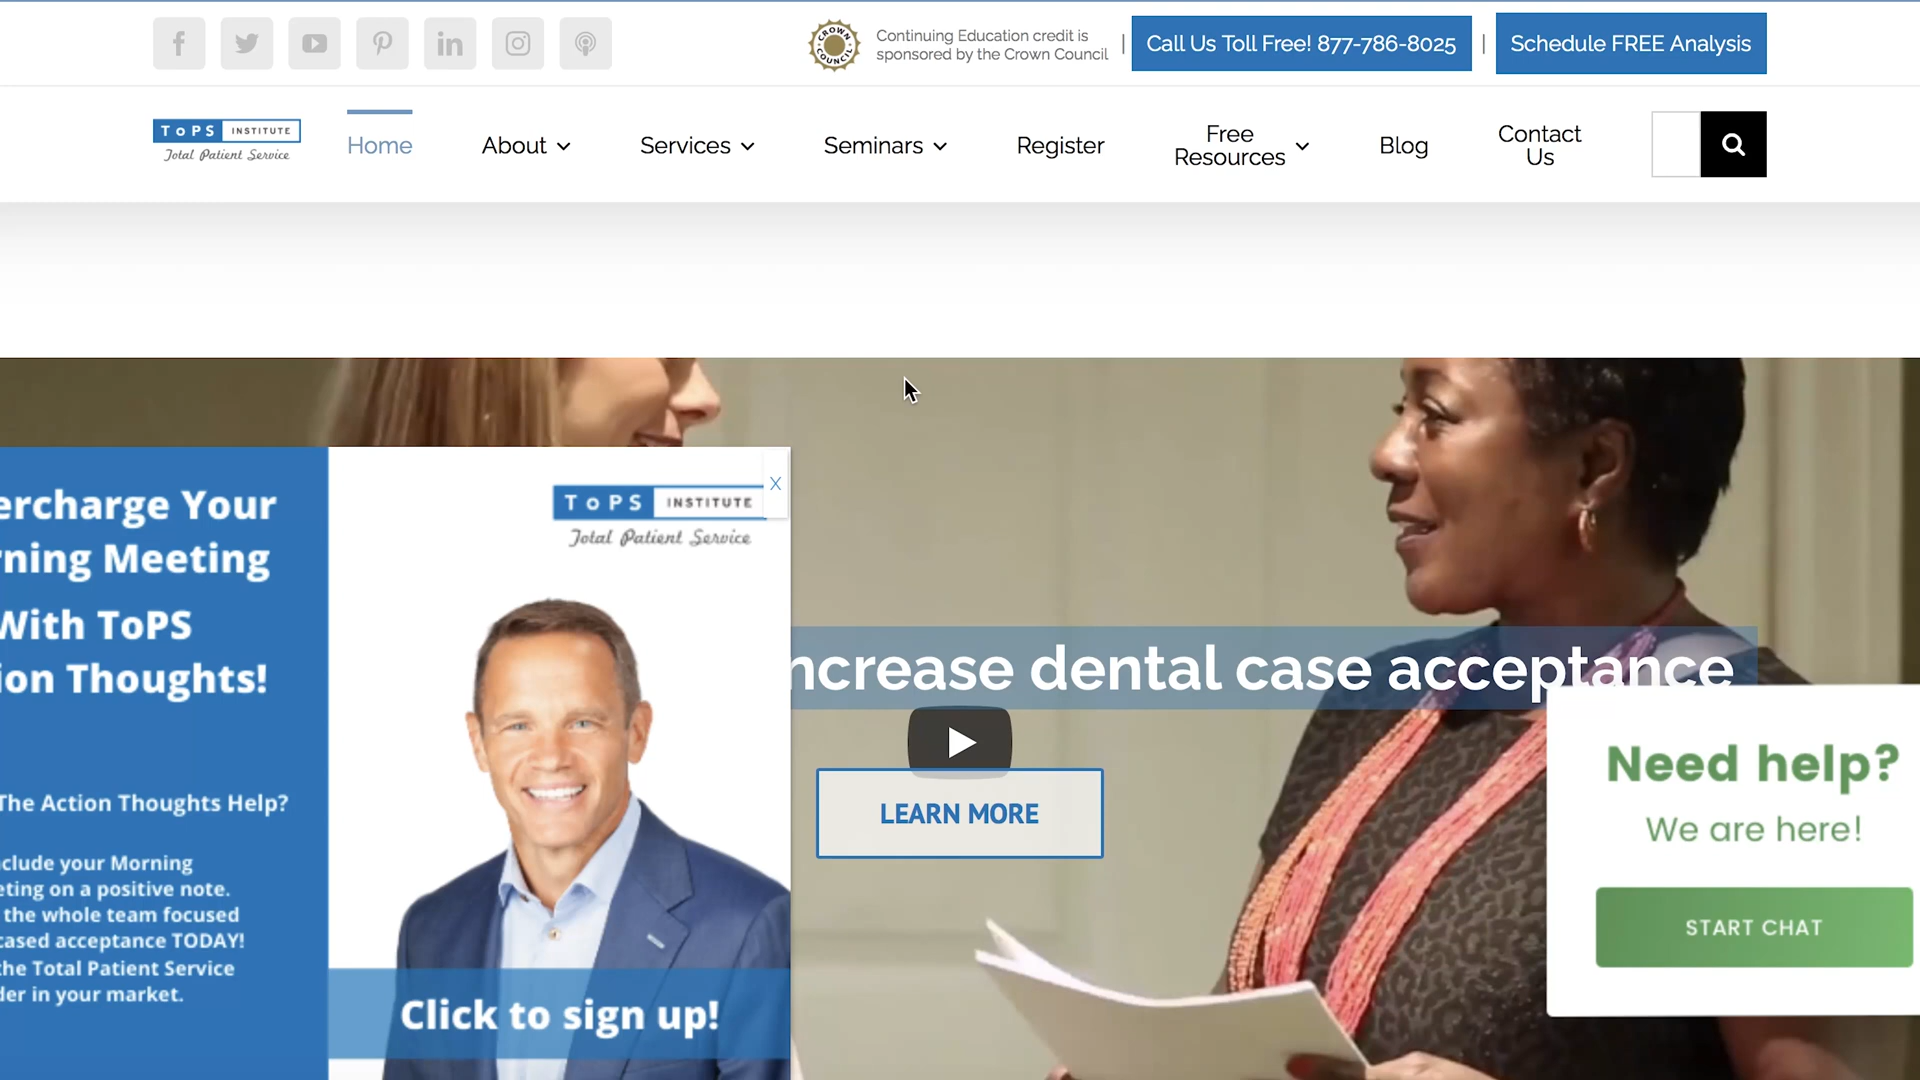 CROWN COUNCIL
Continuing Education credit is
sponsored by the Crown Council
|
Call Us Toll Free! 877-786-8025
|
Schedule FREE Analysis
ToPS INSTITUTE
Total Patient Service
Home
About
Services
Seminars
Register
Free
Resources
Blog
Contact
Us
ercharge Your
rning Meeting
With ToPS
ion Thoughts!
The Action Thoughts Help?
clude your Morning
eting on a positive note.
the whole team focused
cased acceptance TODAY!
the Total Patient Service
der in your market.
X
ToPS INSTITUTE
Total Patient Service
Click to sign up!
ncrease dental case acceptance
LEARN MORE
Need help?
We are here!
START CHAT